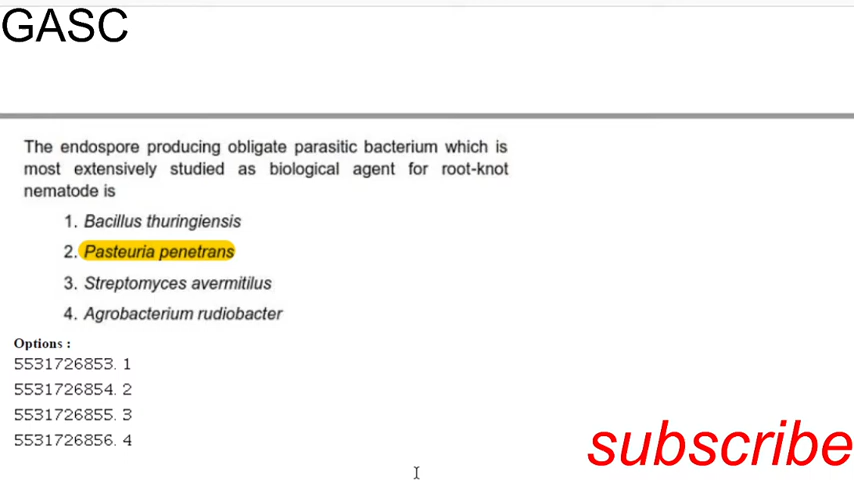 GASC
The endospore producing obligate parasitic bacterium which is
most extensively studied as biological agent for root-knot
nematode is
1. Bacillus thuringiensis
2. Pasteuria penetrans
3. Streptomyces avermitilus
4. Agrobacterium rudiobacter
Options :
5531726853. 1
5531726854. 2
5531726855. 3
5531726856. 4
subscribe